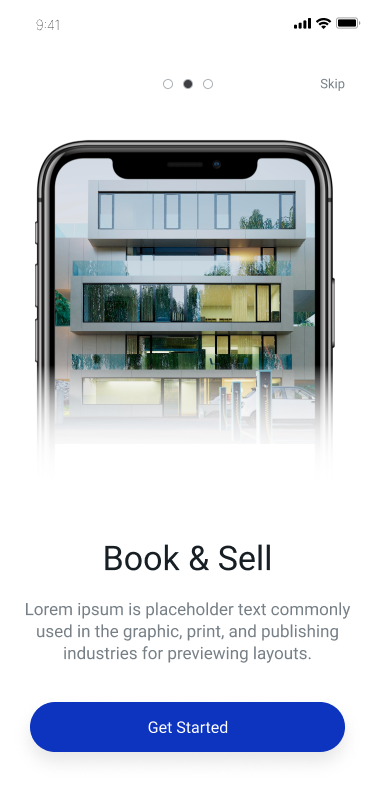 9:41
Skip
Book & Sell
Lorem ipsum is placeholder text commonly
used in the graphic, print, and publishing
industries for previewing layouts.
Get Started